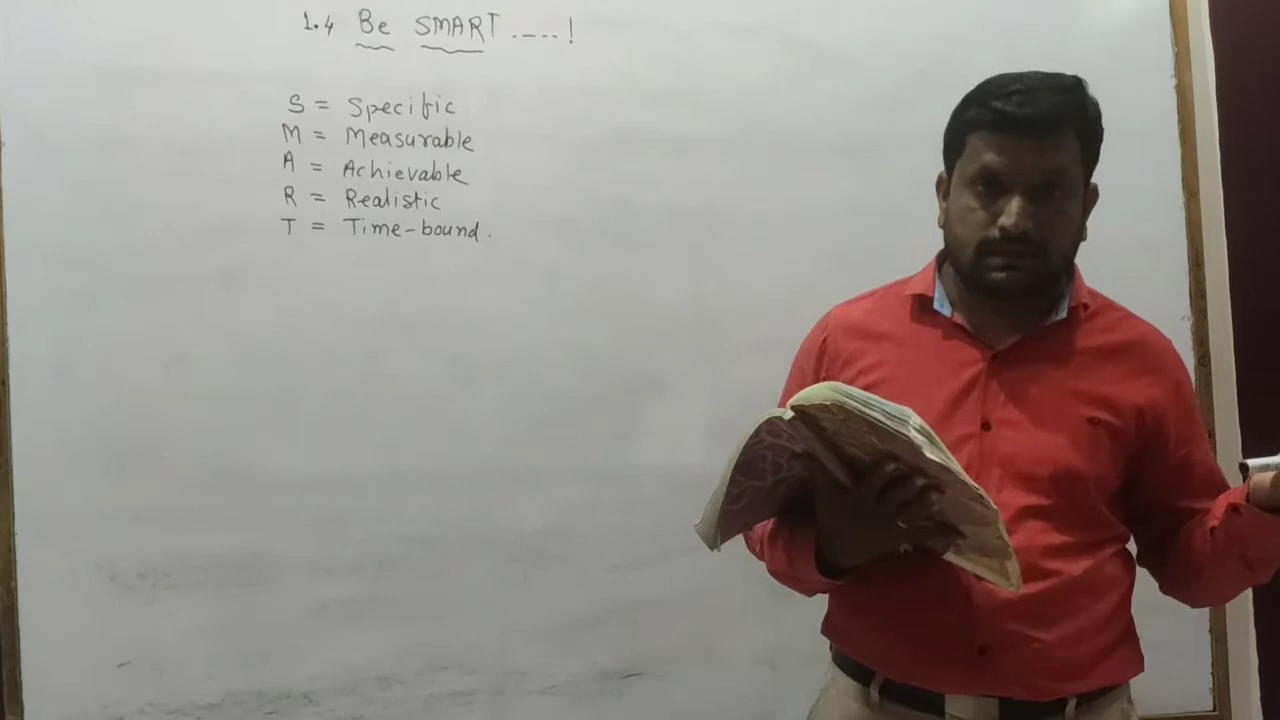 1.4 Be SMART ....!
S = Specific
M = Measurable
A = Achievable
R = Realistic
T = Time-bound.